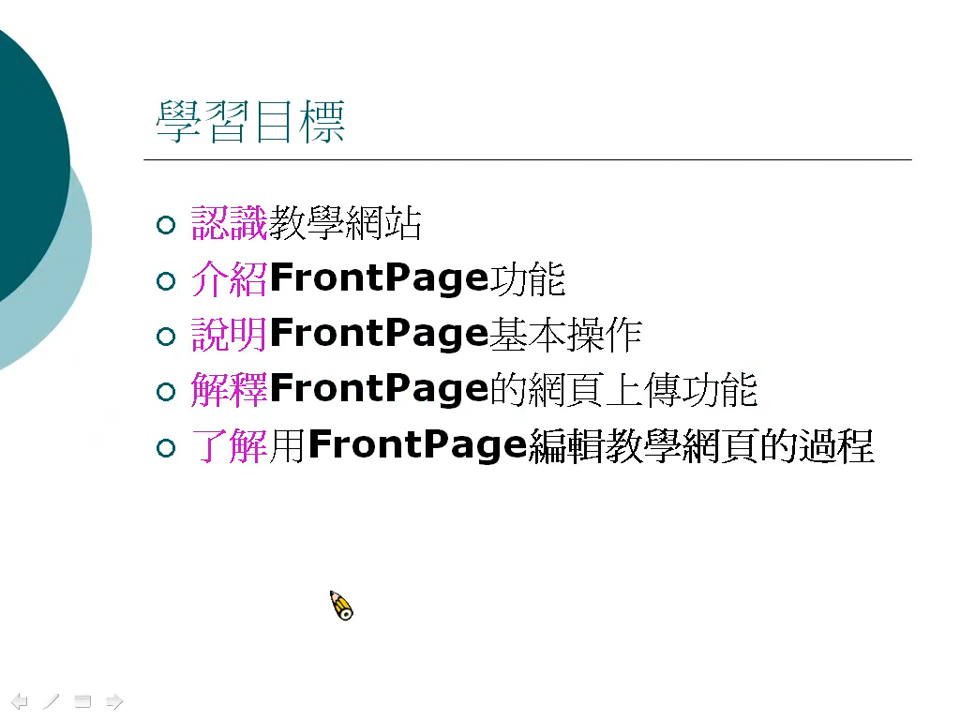 學習目標
認識教學網站
介紹FrontPage功能
說明FrontPage基本操作
解釋FrontPage的網頁上傳功能
了解用FrontPage編輯教學網頁的過程